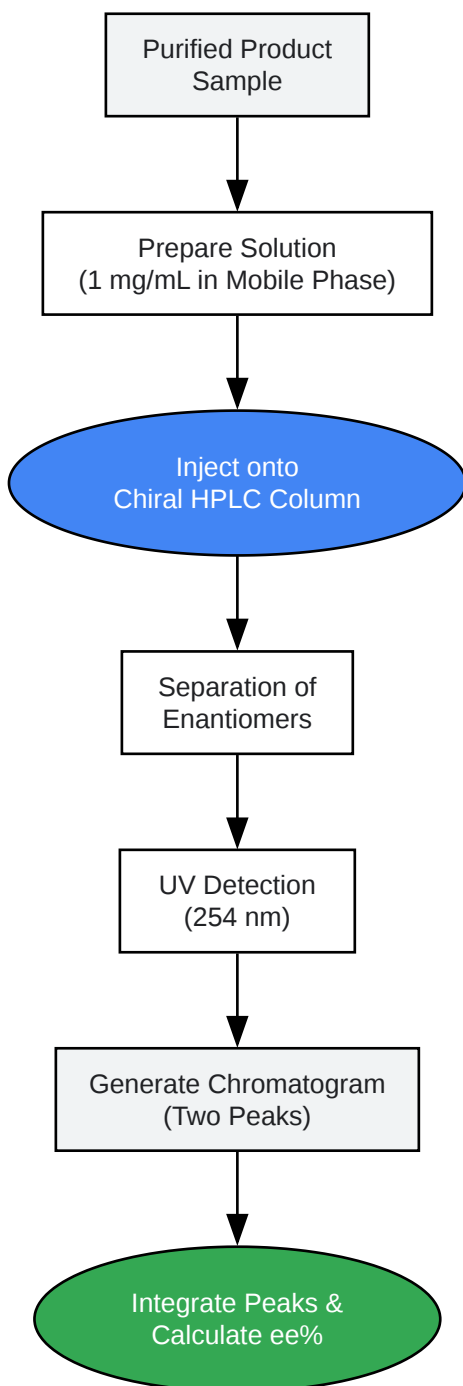 Purified Product
Sample
Prepare Solution
(1 mg/mL in Mobile Phase)
Inject onto
Chiral HPLC Column
Separation of
Enantiomers
UV Detection
(254 nm)
Generate Chromatogram
(Two Peaks)
Integrate Peaks &
Calculate ee%